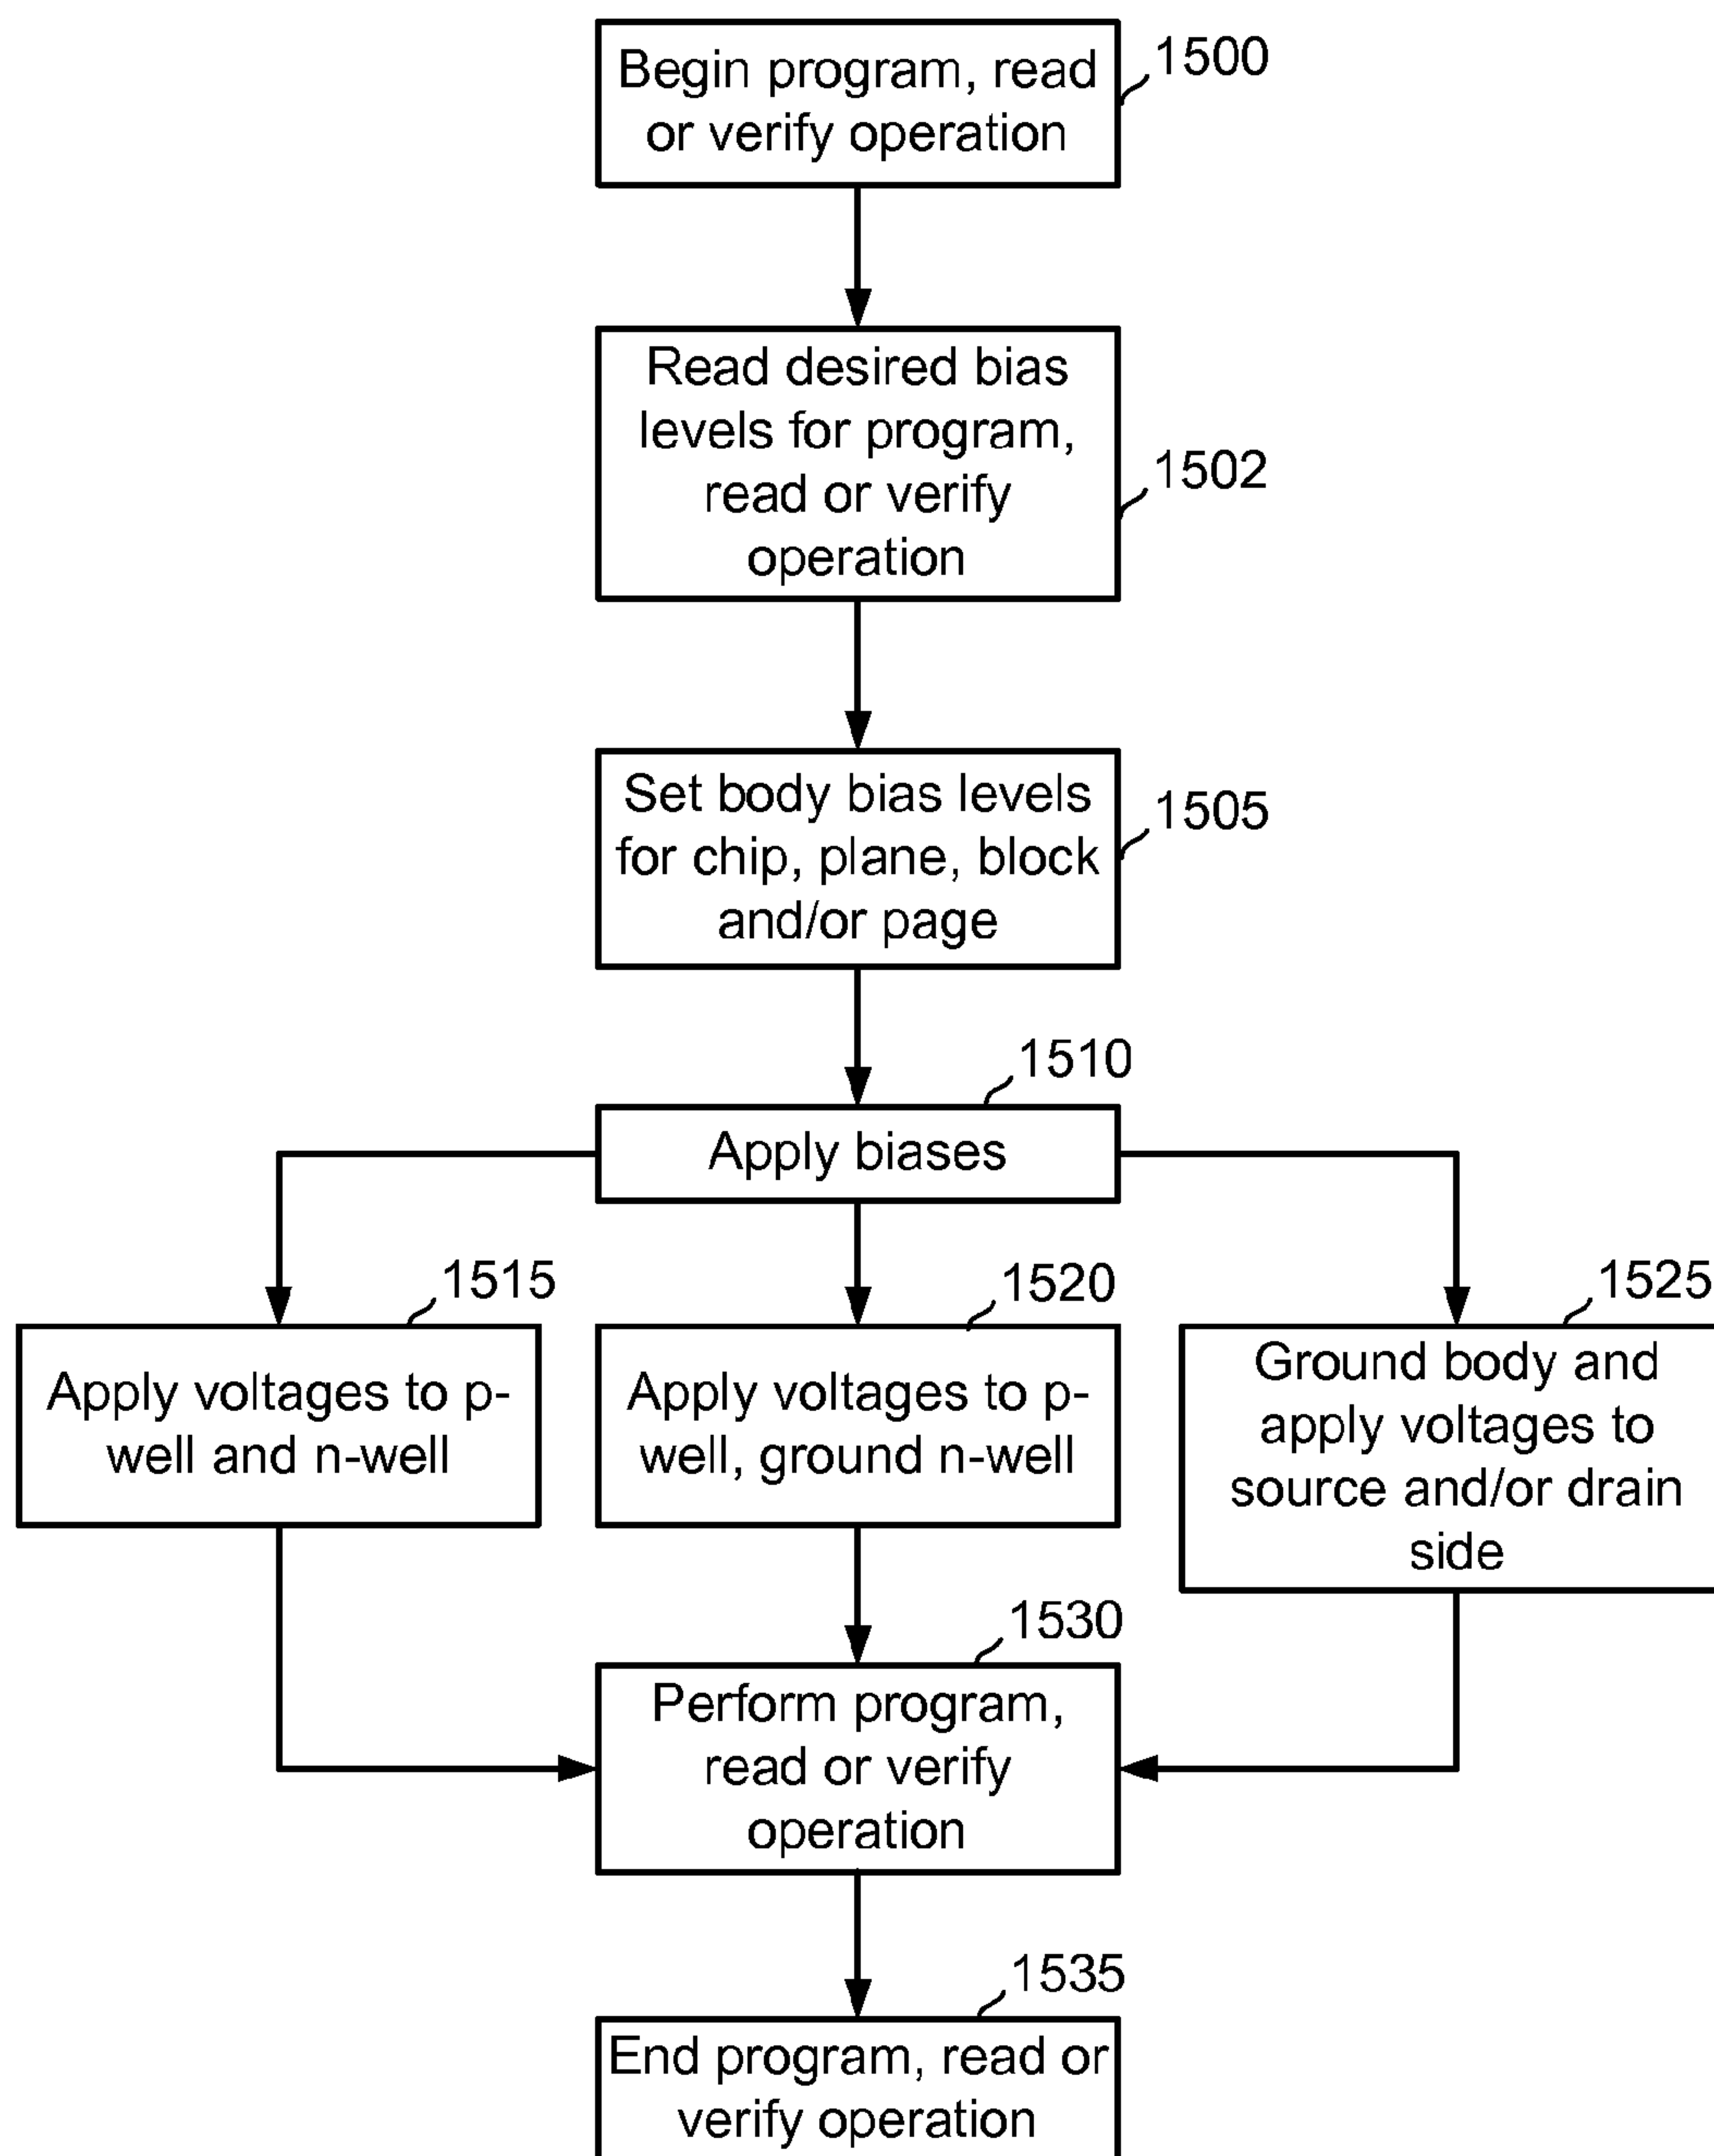 Begin program, read
or verify operation
1500
Read desired bias
levels for program,
read or verify
operation
1502
Set body bias levels
for chip, plane, block
and/or page
1505
1510
Apply biases
1515
Apply voltages to p-
well and n-well
1520
Apply voltages to p-
well, ground n-well
1525
Ground body and
apply voltages to
source and/or drain
side
1530
Perform program,
read or verify
operation
1535
End program, read or
verify operation